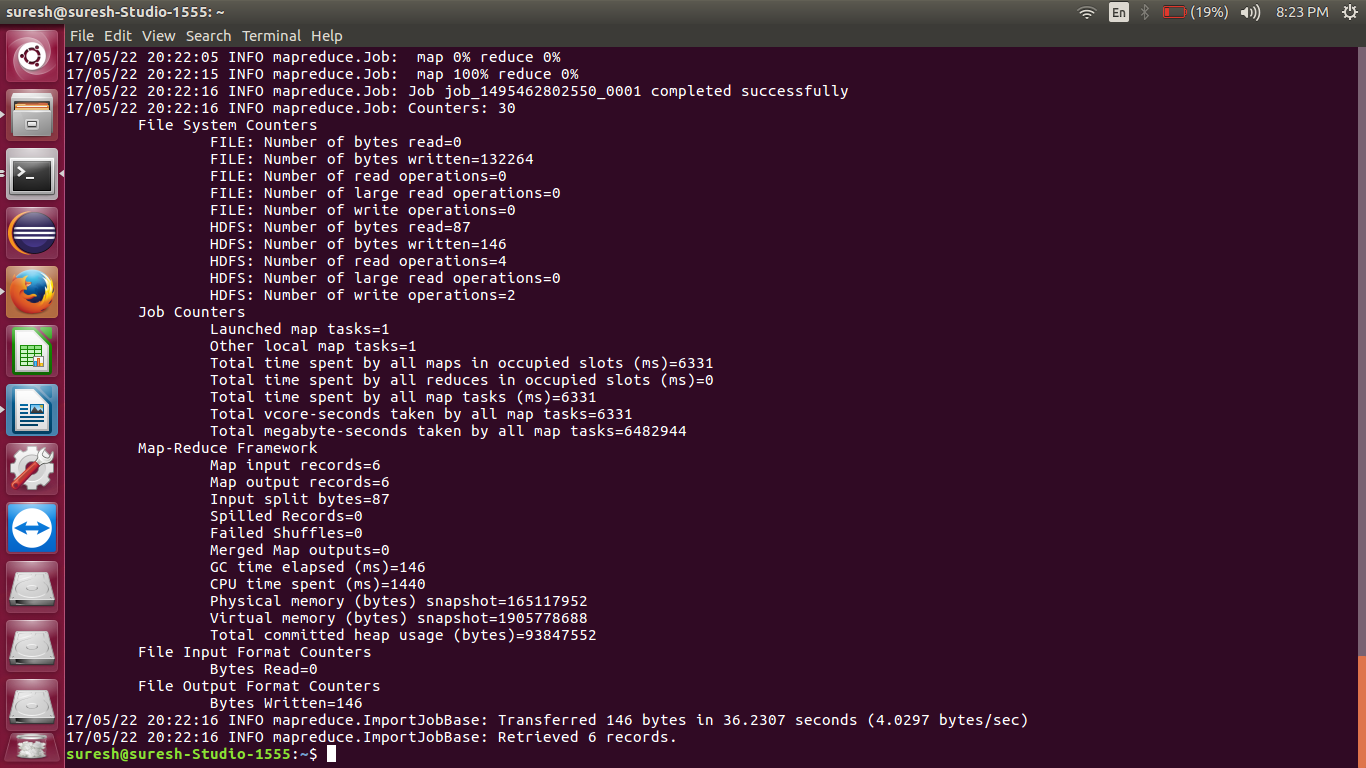 suresh@suresh-Studio-1555: ~
En (19%) 8:23 PM
File Edit View Search Terminal Help
17/05/22 20:22:05 INFO mapreduce.Job:  map 0% reduce 0%
17/05/22 20:22:15 INFO mapreduce.Job:  map 100% reduce 0%
17/05/22 20:22:16 INFO mapreduce.Job: Job job_1495462802550_0001 completed successfully
17/05/22 20:22:16 INFO mapreduce.Job: Counters: 30
File System Counters
FILE: Number of bytes read=0
FILE: Number of bytes written=132264
FILE: Number of read operations=0
FILE: Number of large read operations=0
FILE: Number of write operations=0
HDFS: Number of bytes read=87
HDFS: Number of bytes written=146
HDFS: Number of read operations=4
HDFS: Number of large read operations=0
HDFS: Number of write operations=2
Job Counters
Launched map tasks=1
Other local map tasks=1
Total time spent by all maps in occupied slots (ms)=6331
Total time spent by all reduces in occupied slots (ms)=0
Total time spent by all map tasks (ms)=6331
Total vcore-seconds taken by all map tasks=6331
Total megabyte-seconds taken by all map tasks=6482944
Map-Reduce Framework
Map input records=6
Map output records=6
Input split bytes=87
Spilled Records=0
Failed Shuffles=0
Merged Map outputs=0
GC time elapsed (ms)=146
CPU time spent (ms)=1440
Physical memory (bytes) snapshot=165117952
Virtual memory (bytes) snapshot=1905778688
Total committed heap usage (bytes)=93847552
File Input Format Counters
Bytes Read=0
File Output Format Counters
Bytes Written=146
17/05/22 20:22:16 INFO mapreduce.ImportJobBase: Transferred 146 bytes in 36.2307 seconds (4.0297 bytes/sec)
17/05/22 20:22:16 INFO mapreduce.ImportJobBase: Retrieved 6 records.
suresh@suresh-Studio-1555:~$